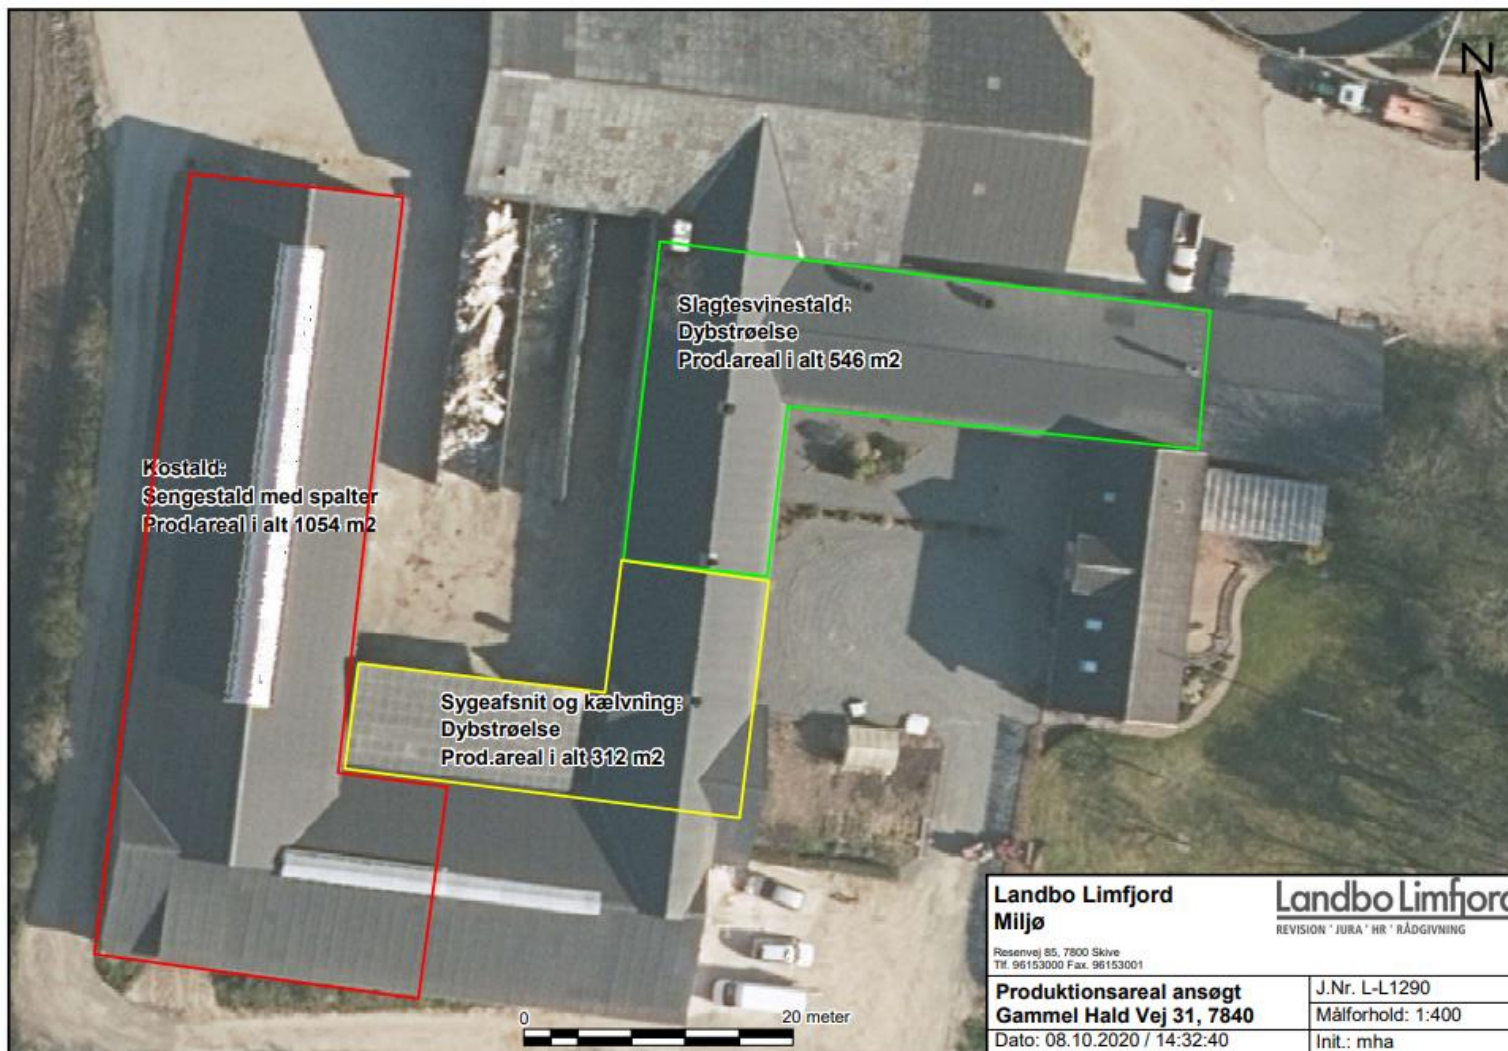 N
Slagtesvinestald:
Dybstrøelse
Prod.areal i alt 546 m2
Kostald:
Sengestald med spalter
Prod.areal i alt 1054 m2
Sygeafsnit og kælvning:
Dybstrøelse
Prod.areal i alt 312 m2
0 20 meter
Landbo Limfjord
Miljø
Resenvej 85, 7800 Skive
Tlf. 96153000 Fax. 96153001
Landbo Limfjord
REVISION ' JURA ' HR ' RÅDGIVNING
Produktionsareal ansøgt
Gammel Hald Vej 31, 7840
Dato: 08.10.2020 / 14:32:40
J.Nr. L-L1290
Målforhold: 1:400
Init.: mha